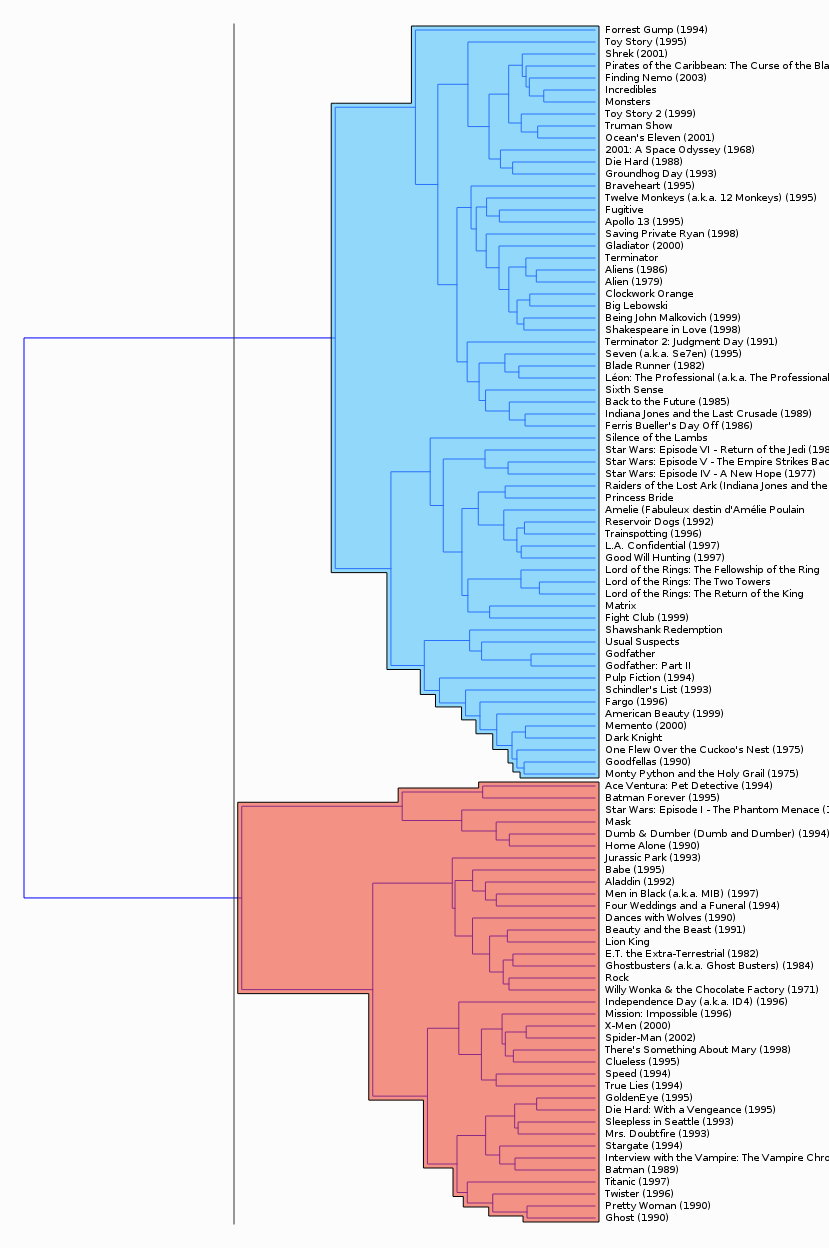 Forrest Gump (1994)
Toy Story (1995)
Shrek (2001)
Pirates of the Caribbean: The Curse of the Bla
Finding Nemo (2003)
Incredibles
Monsters
Toy Story 2 (1999)
Truman Show
Ocean's Eleven (2001)
2001: A Space Odyssey (1968)
Die Hard (1988)
Groundhog Day (1993)
Braveheart (1995)
Twelve Monkeys (a.k.a. 12 Monkeys) (1995)
Fugitive
Apollo 13 (1995)
Saving Private Ryan (1998)
Gladiator (2000)
Terminator
Aliens (1986)
Alien (1979)
Clockwork Orange
Big Lebowski
Being John Malkovich (1999)
Shakespeare in Love (1998)
Terminator 2: Judgment Day (1991)
Seven (a.k.a. Se7en) (1995)
Blade Runner (1982)
Léon: The Professional (a.k.a. The Professional
Sixth Sense
Back to the Future (1985)
Indiana Jones and the Last Crusade (1989)
Ferris Bueller's Day Off (1986)
Silence of the Lambs
Star Wars: Episode VI - Return of the Jedi (198
Star Wars: Episode V - The Empire Strikes Bac
Star Wars: Episode IV - A New Hope (1977)
Raiders of the Lost Ark (Indiana Jones and the
Princess Bride
Amelie (Fabuleux destin d'Amélie Poulain
Reservoir Dogs (1992)
Trainspotting (1996)
L.A. Confidential (1997)
Good Will Hunting (1997)
Lord of the Rings: The Fellowship of the Ring
Lord of the Rings: The Two Towers
Lord of the Rings: The Return of the King
Matrix
Fight Club (1999)
Shawshank Redemption
Usual Suspects
Godfather
Godfather: Part II
Pulp Fiction (1994)
Schindler's List (1993)
Fargo (1996)
American Beauty (1999)
Memento (2000)
Dark Knight
One Flew Over the Cuckoo's Nest (1975)
Goodfellas (1990)
Monty Python and the Holy Grail (1975)
Ace Ventura: Pet Detective (1994)
Batman Forever (1995)
Star Wars: Episode I - The Phantom Menace (1
Mask
Dumb & Dumber (Dumb and Dumber) (1994)
Home Alone (1990)
Jurassic Park (1993)
Babe (1995)
Aladdin (1992)
Men in Black (a.k.a. MIB) (1997)
Four Weddings and a Funeral (1994)
Dances with Wolves (1990)
Beauty and the Beast (1991)
Lion King
E.T. the Extra-Terrestrial (1982)
Ghostbusters (a.k.a. Ghost Busters) (1984)
Rock
Willy Wonka & the Chocolate Factory (1971)
Independence Day (a.k.a. ID4) (1996)
Mission: Impossible (1996)
X-Men (2000)
Spider-Man (2002)
There's Something About Mary (1998)
Clueless (1995)
Speed (1994)
True Lies (1994)
GoldenEye (1995)
Die Hard: With a Vengeance (1995)
Sleepless in Seattle (1993)
Mrs. Doubtfire (1993)
Stargate (1994)
Interview with the Vampire: The Vampire Chro
Batman (1989)
Titanic (1997)
Twister (1996)
Pretty Woman (1990)
Ghost (1990)